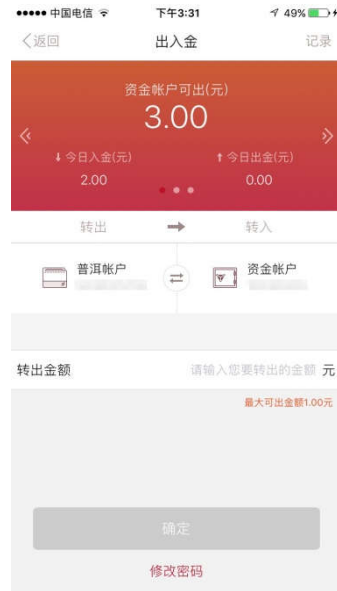 中国电信 下午3:31 49%
返回 出入金 记录
资金帐户可出(元)
3.00
今日入金(元) 今日出金(元)
2.00 0.00
转出 转入
普洱帐户 资金帐户
转出金额 请输入您要转出的金额 元
最大可出金额1.00元
确定
修改密码